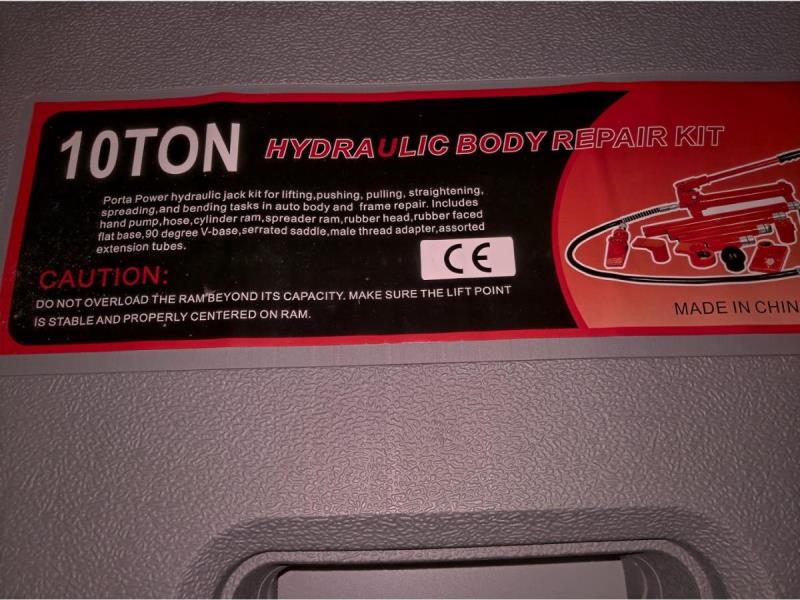 10TON HYDRAULIC BODY REPAIR KIT
Porta Power hydraulic jack kit for lifting,pushing, pulling, straightening,
spreading,and bending tasks in auto body and frame repair. Includes
hand pump,hose,cylinder ram,spreader ram,rubber head,rubber faced
flat base,90 degree V-base,serrated saddle,male thread adapter,assorted
extension tubes.
CE
CAUTION:
DO NOT OVERLOAD THE RAM BEYOND ITS CAPACITY. MAKE SURE THE LIFT POINT
IS STABLE AND PROPERLY CENTERED ON RAM.
MADE IN CHIN